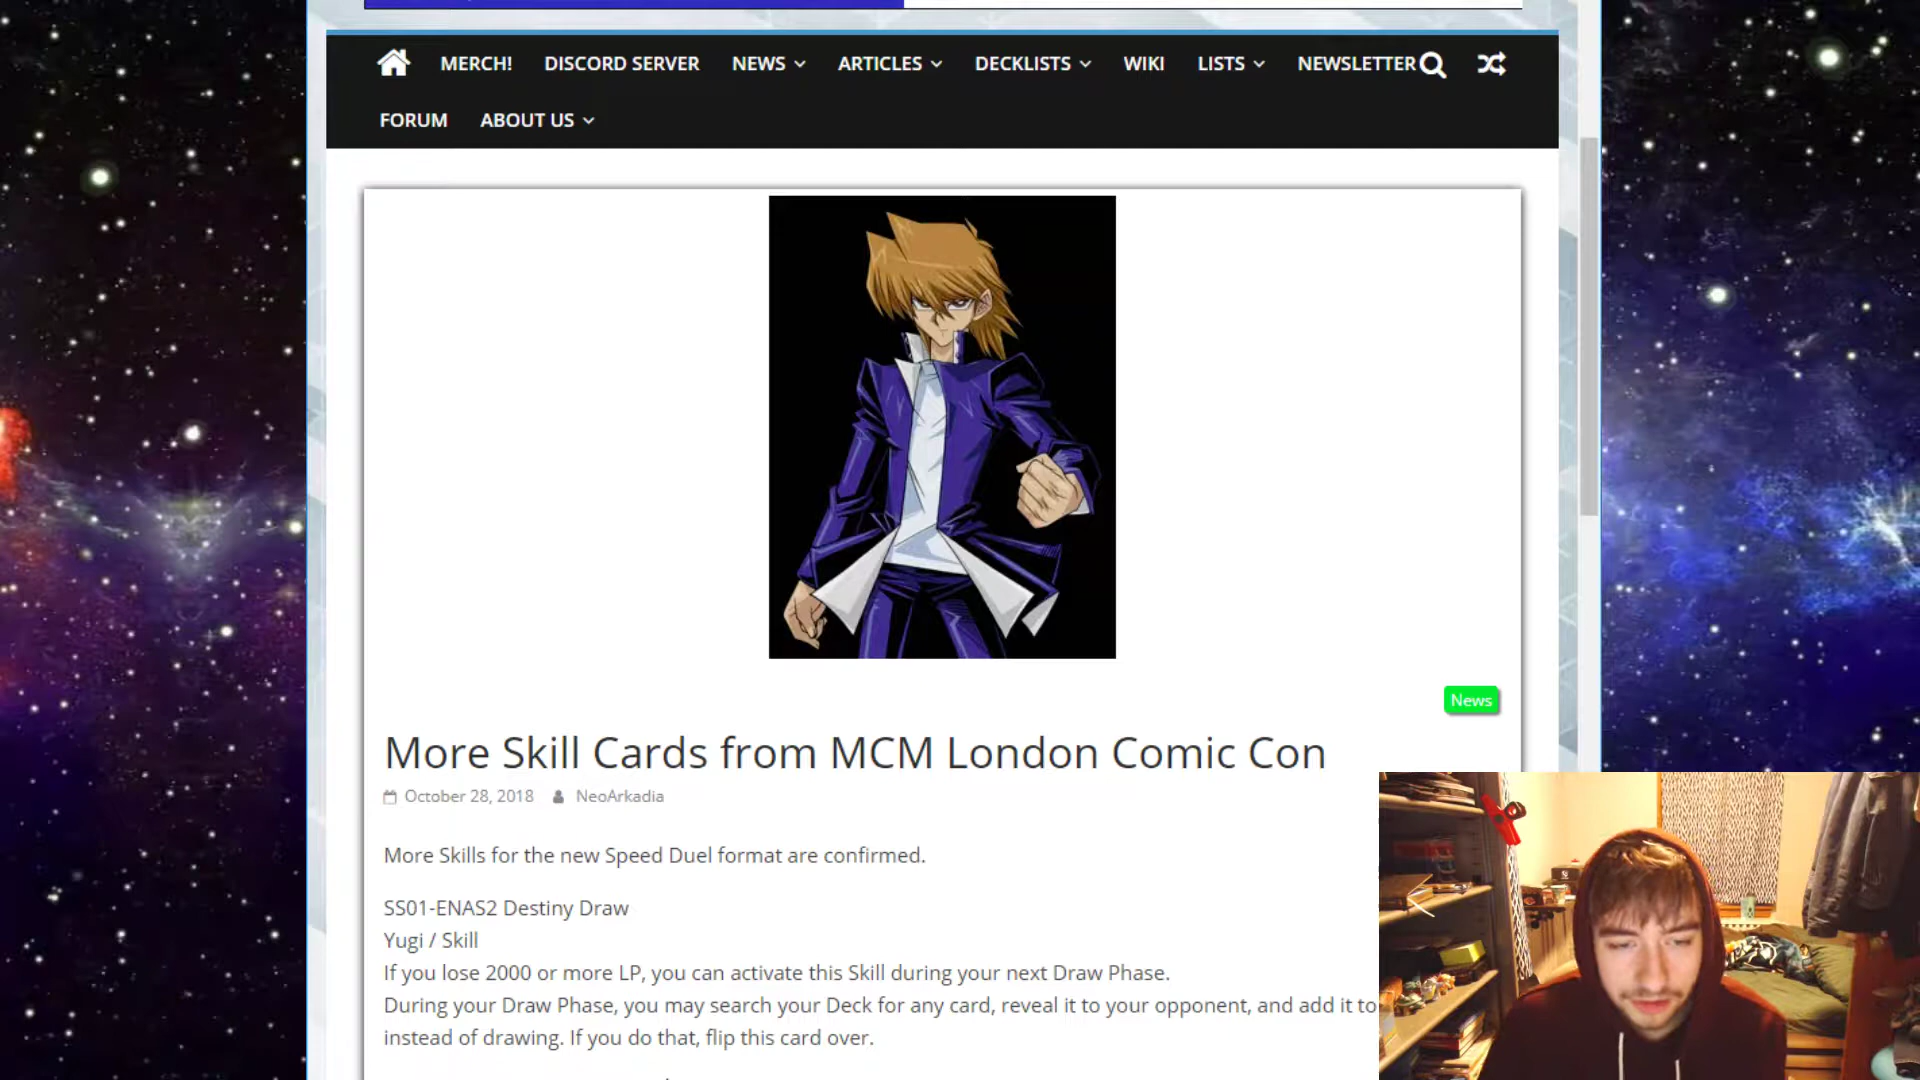 MERCH! DISCORD SERVER NEWS ARTICLES DECKLISTS WIKI LISTS NEWSLETTER
FORUM ABOUT US
News
More Skill Cards from MCM London Comic Con
October 28, 2018 NeoArkadia
More Skills for the new Speed Duel format are confirmed.
SS01-ENAS2 Destiny Draw
Yugi / Skill
If you lose 2000 or more LP, you can activate this Skill during your next Draw Phase.
During your Draw Phase, you may search your Deck for any card, reveal it to your opponent, and add it to
instead of drawing. If you do that, flip this card over.